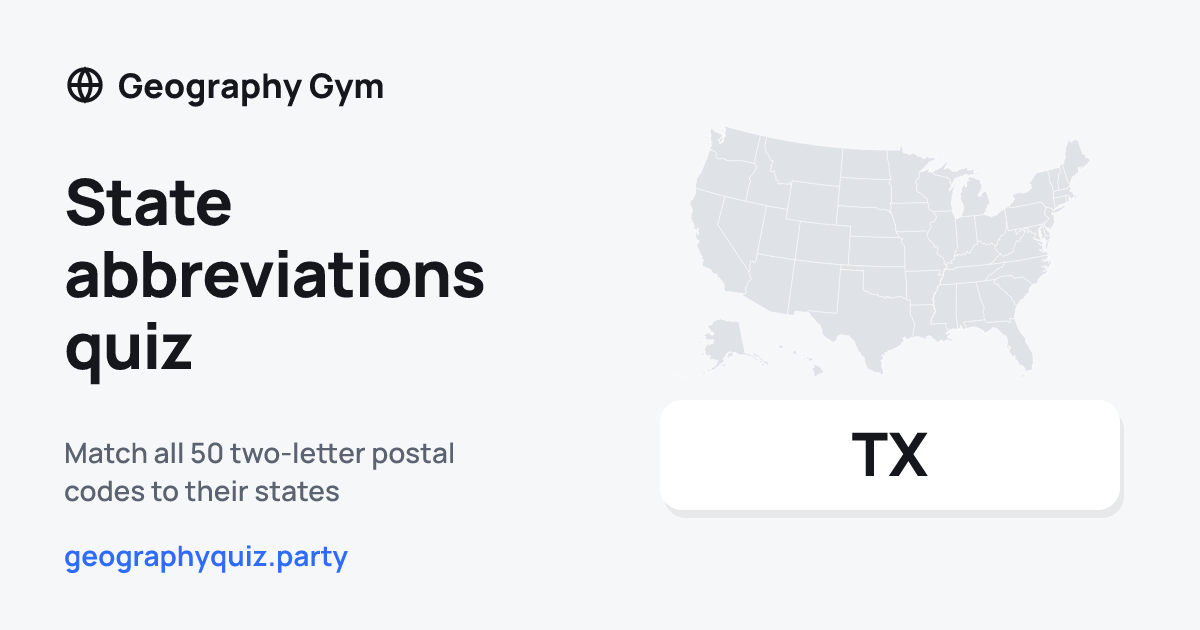 Geography Gym
State
abbreviations
quiz
Match all 50 two-letter postal
codes to their states
geographyquiz.party
TX